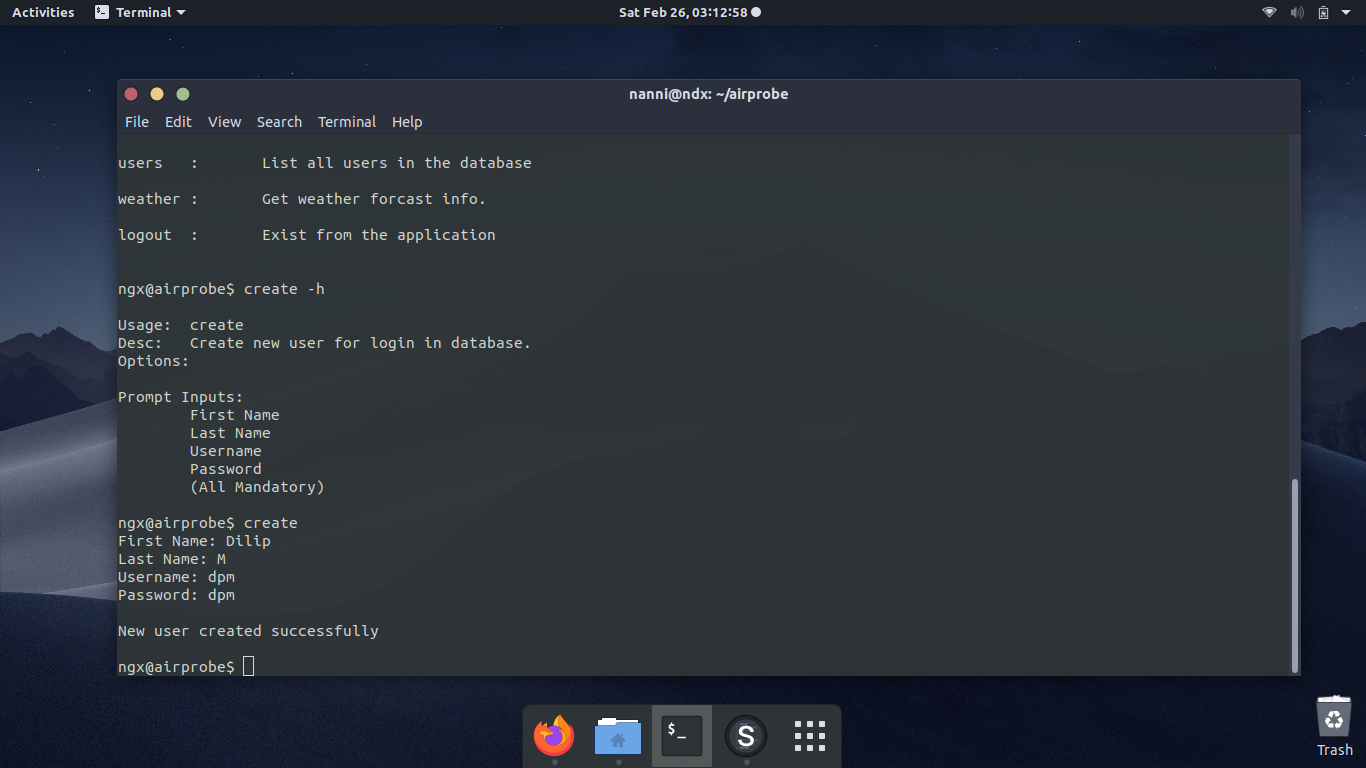 Activities Terminal Sat Feb 26, 03:12:58
nanni@ndx: ~/airprobe
File Edit View Search Terminal Help
users : List all users in the database
weather : Get weather forcast info.
logout : Exist from the application
ngx@airprobe$ create -h
Usage: create
Desc: Create new user for login in database.
Options:
Prompt Inputs:
First Name
Last Name
Username
Password
(All Mandatory)
ngx@airprobe$ create
First Name: Dilip
Last Name: M
Username: dpm
Password: dpm
New user created successfully
ngx@airprobe$
$_ S
Trash